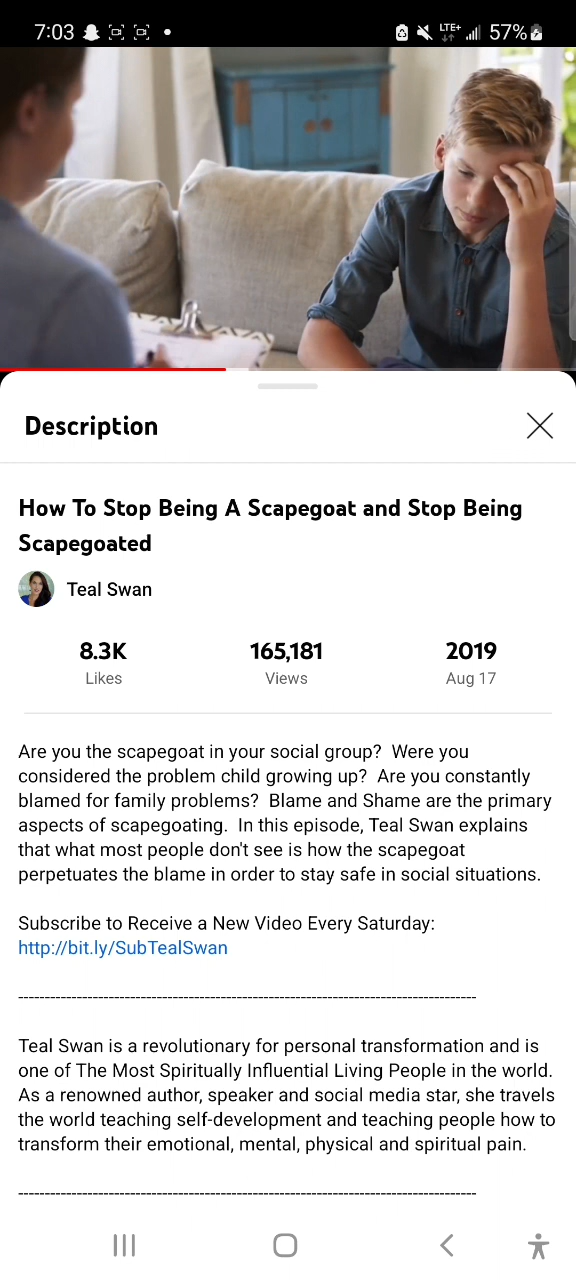 7:03
LTE+
57%
Description
How To Stop Being A Scapegoat and Stop Being
Scapegoated
Teal Swan
8.3K
165,181
2019
Likes
Views
Aug 17
Are you the scapegoat in your social group?  Were you
considered the problem child growing up?  Are you constantly
blamed for family problems?  Blame and Shame are the primary
aspects of scapegoating.  In this episode, Teal Swan explains
that what most people don't see is how the scapegoat
perpetuates the blame in order to stay safe in social situations.
Subscribe to Receive a New Video Every Saturday:
http://bit.ly/SubTealSwan
--------------------------------------------------------------------------------------
Teal Swan is a revolutionary for personal transformation and is
one of The Most Spiritually Influential Living People in the world.
As a renowned author, speaker and social media star, she travels
the world teaching self-development and teaching people how to
transform their emotional, mental, physical and spiritual pain.
--------------------------------------------------------------------------------------